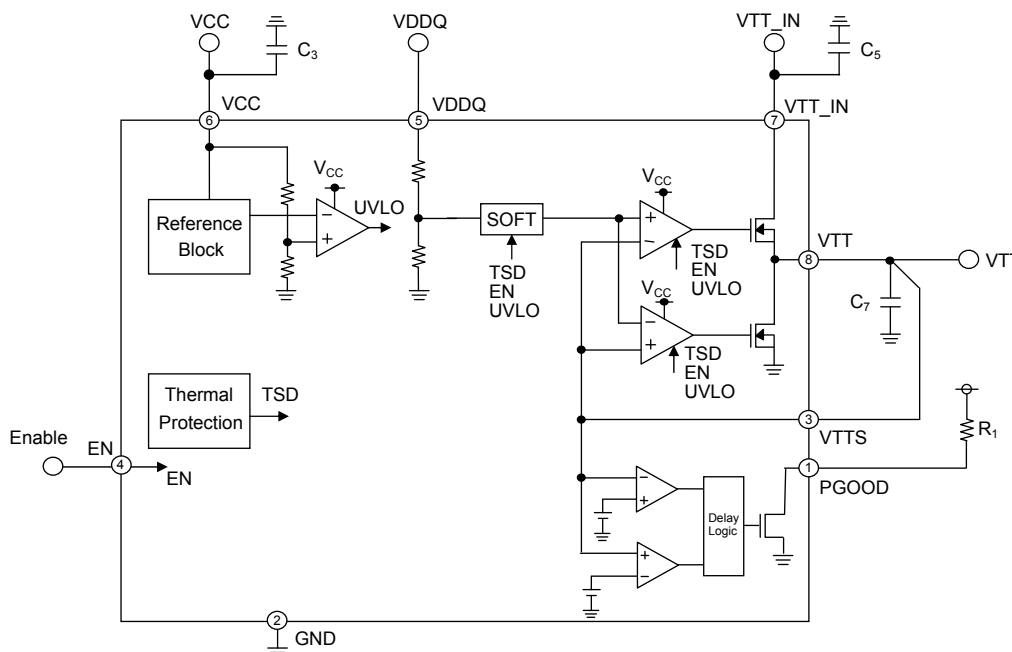 VCC
VDDQ
VTT_IN
C3
C5
VCC
VDDQ
VTT_IN
6
5
7
VCC
UVLO
Reference
Block
−
+
SOFT
TSD
EN
UVLO
VCC
+
−
TSD
EN
UVLO
VTT
8
VTT
C7
VCC
−
+
TSD
EN
UVLO
Thermal
Protection
TSD
3
VTTS
R1
Enable
EN
4
EN
1
PGOOD
−
+
Delay
Logic
+
−
2
GND